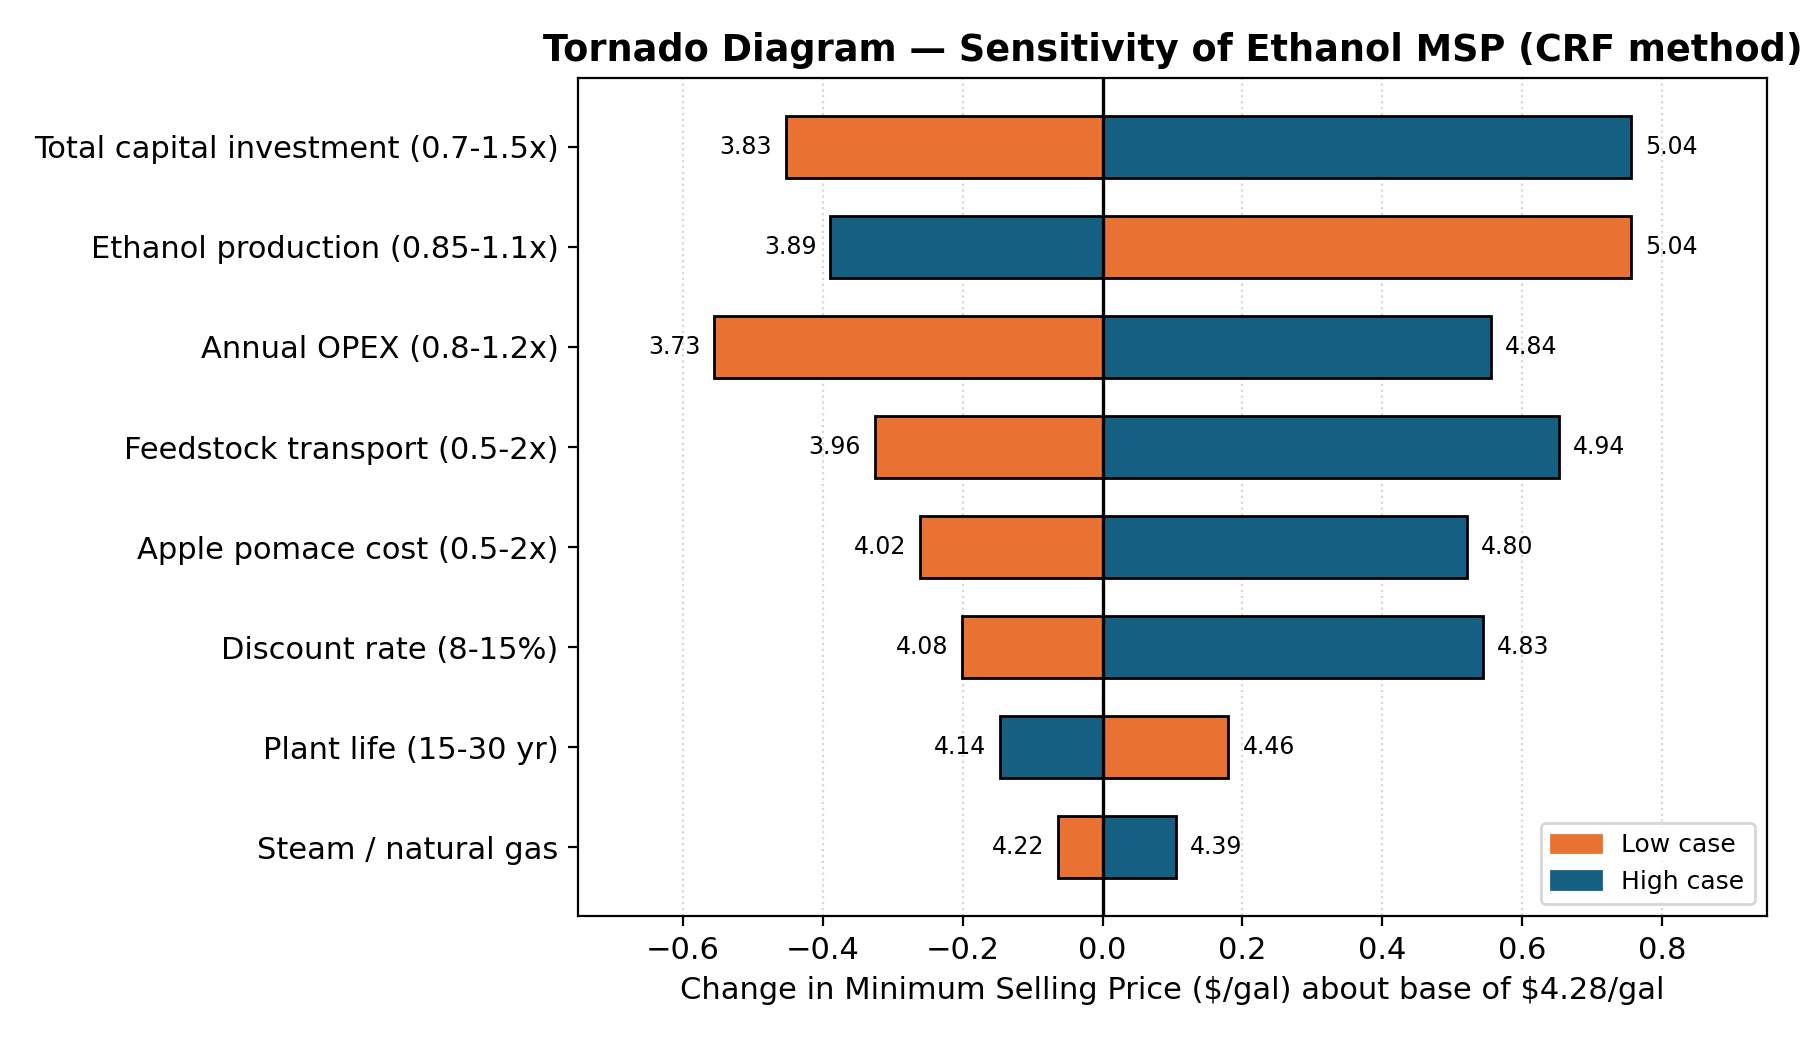 Tornado Diagram — Sensitivity of Ethanol MSP (CRF method)
Total capital investment (0.7-1.5x)
3.83
5.04
Ethanol production (0.85-1.1x)
3.89
5.04
Annual OPEX (0.8-1.2x)
3.73
4.84
Feedstock transport (0.5-2x)
3.96
4.94
Apple pomace cost (0.5-2x)
4.02
4.80
Discount rate (8-15%)
4.08
4.83
Plant life (15-30 yr)
4.14
4.46
Steam / natural gas
4.22
4.39
Low case
High case
−0.6 −0.4 −0.2 0.0 0.2 0.4 0.6 0.8
Change in Minimum Selling Price ($/gal) about base of $4.28/gal